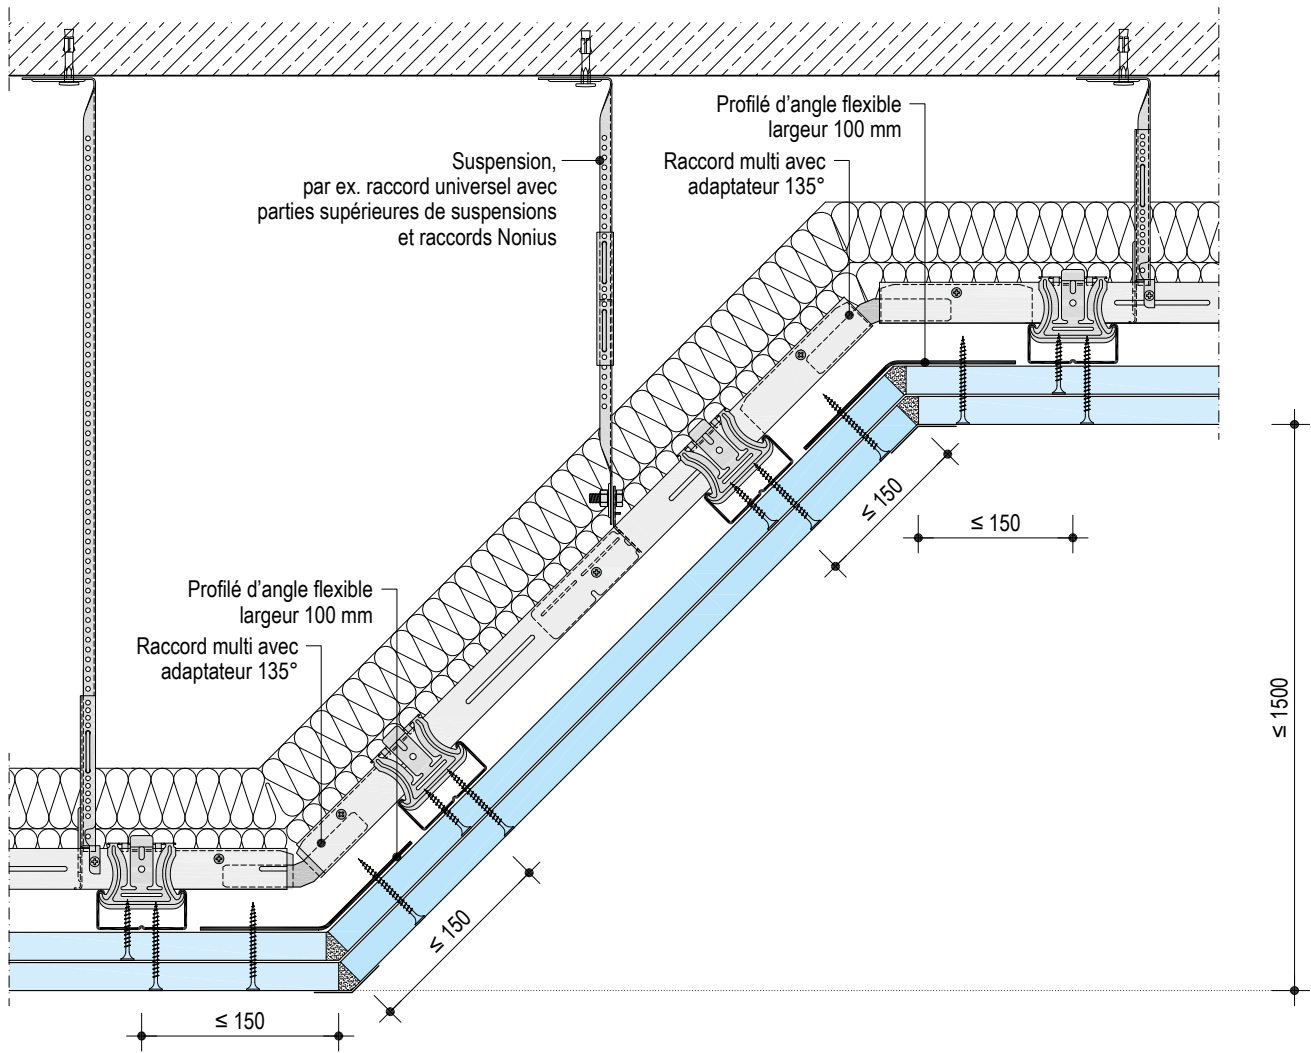 Profilé d'angle flexible
largeur 100 mm
Suspension,
par ex. raccord universel avec
parties supérieures de suspensions
et raccords Nonius
Raccord multi avec
adaptateur 135°
≤ 150
≤ 150
Profilé d'angle flexible
largeur 100 mm
Raccord multi avec
adaptateur 135°
≤ 1500
≤ 150
≤ 150